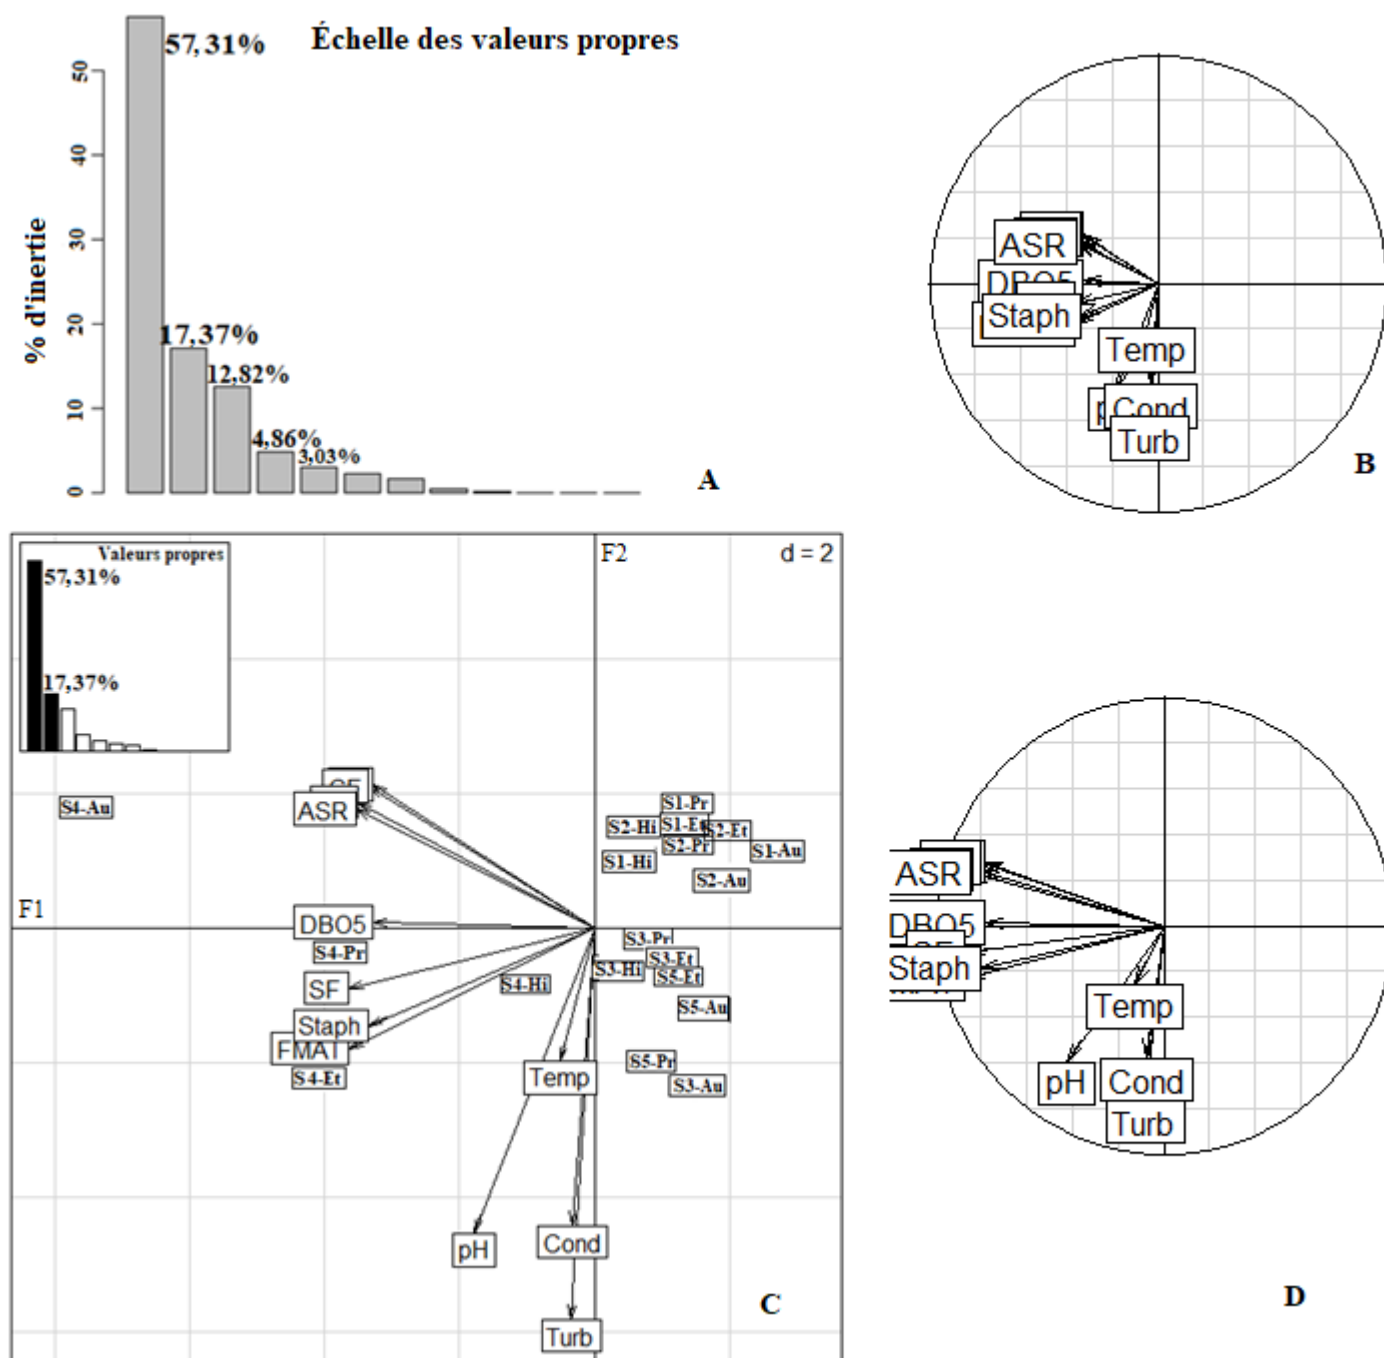 Échelle des valeurs propres
57,31%
17,37%
12,82%
4,86%
3,03%
% d'inertie
50
40
30
20
10
0
A
ASR
DBO5
Staph
Temp
Cond
Turb
B
Valeurs propres
57,31%
17,37%
F2
d = 2
F1
ASR
S4-Au
S1-Pr
S2-Hi
S1-Et
S2-Et
S2-Pr
S1-Au
S1-Hi
S2-Au
DBO5
S4-Pr
S3-Pr
S3-Et
S3-Hi
S5-Et
SF
S4-Hi
S5-Au
Staph
FMAT
S4-Et
Temp
S5-Pr
S3-Au
pH
Cond
Turb
C
ASR
DBO5
Staph
Temp
pH
Cond
Turb
D